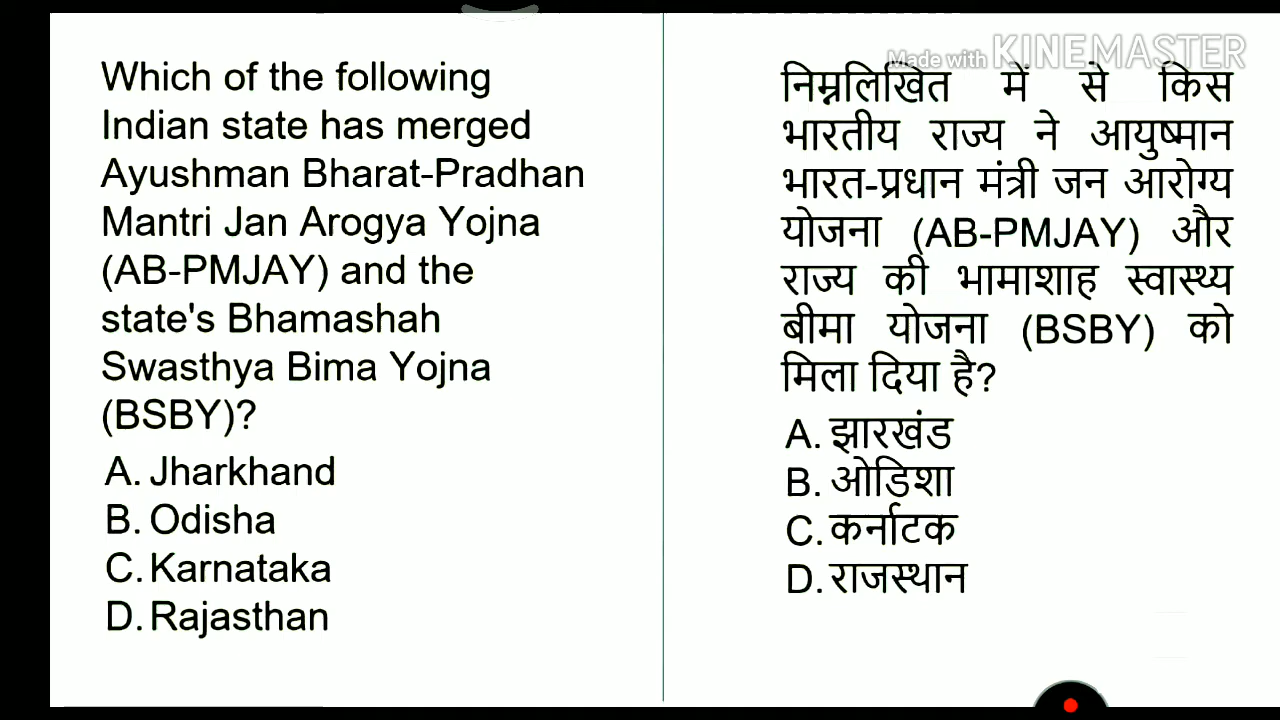 Made with KINEMASTER
Which of the following
Indian state has merged
Ayushman Bharat-Pradhan
Mantri Jan Arogya Yojna
(AB-PMJAY) and the
state's Bhamashah
Swasthya Bima Yojna
(BSBY)?
A. Jharkhand
B. Odisha
C. Karnataka
D. Rajasthan
निम्नलिखित में से किस
भारतीय राज्य ने आयुष्मान
भारत-प्रधान मंत्री जन आरोग्य
योजना (AB-PMJAY) और
राज्य की भामाशाह स्वास्थ्य
बीमा योजना (BSBY) को
मिला दिया है?
A. झारखंड
B. ओडिशा
C. कर्नाटक
D. राजस्थान